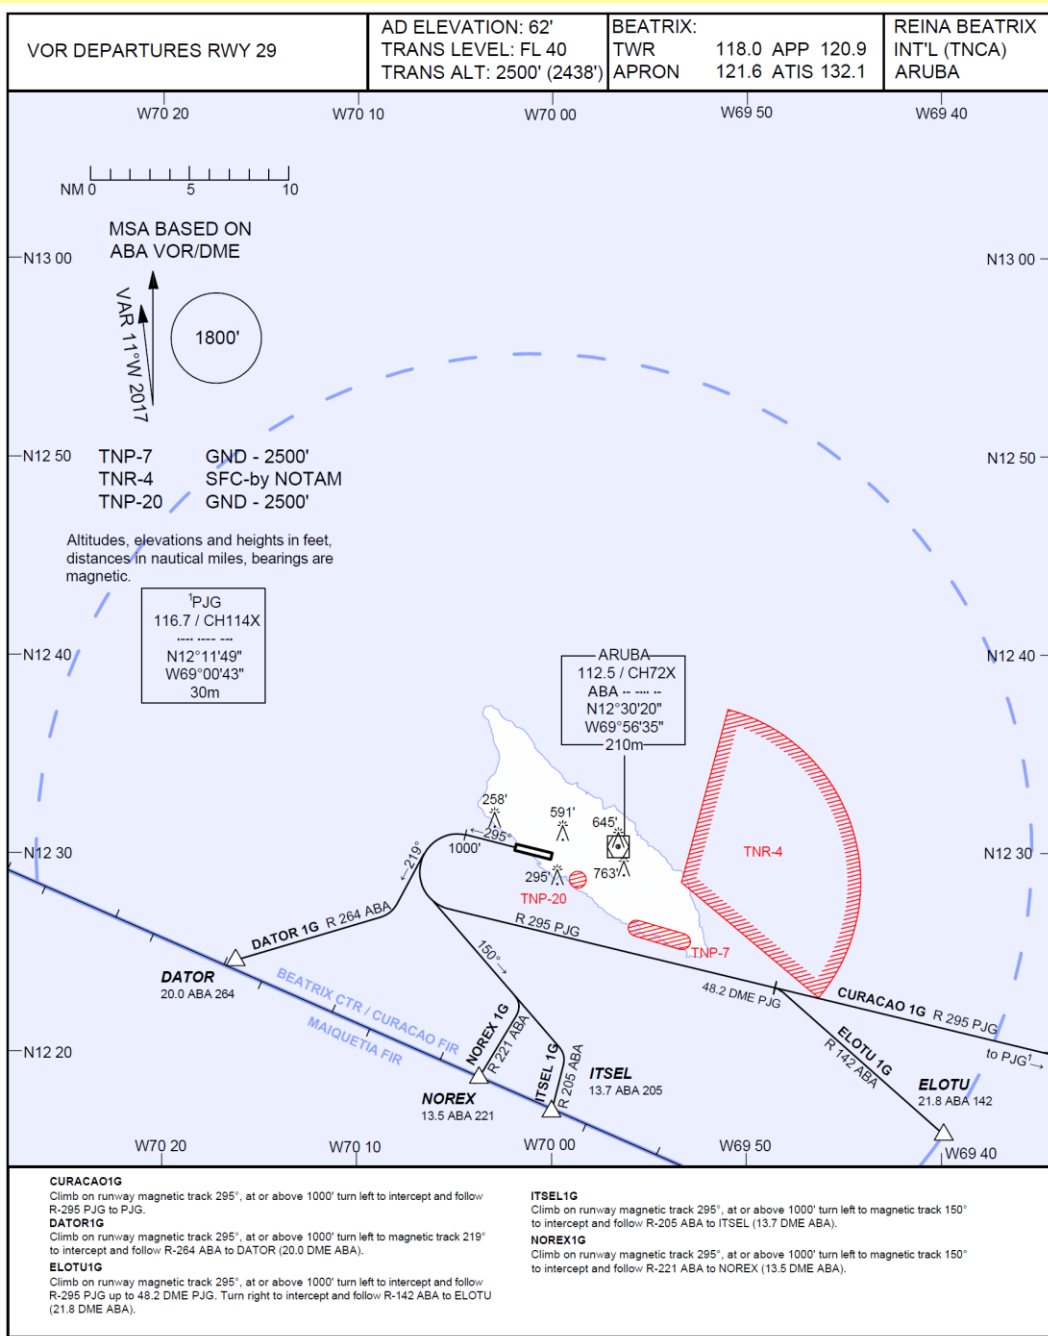 VOR DEPARTURES RWY 29
AD ELEVATION: 62'
TRANS LEVEL: FL 40
TRANS ALT: 2500' (2438')
BEATRIX:
TWR 118.0 APP 120.9
APRON 121.6 ATIS 132.1
REINA BEATRIX
INT'L (TNCA)
ARUBA
W70 20
W70 10
W70 00
W69 50
W69 40
NM 0 5 10
MSA BASED ON
ABA VOR/DME
N13 00
N13 00
VAR 11°W 2017
1800'
N12 50
N12 50
TNP-7 GND - 2500'
TNR-4 SFC-by NOTAM
TNP-20 GND - 2500'
Altitudes, elevations and heights in feet,
distances in nautical miles, bearings are
magnetic.
¹PJG
116.7 / CH114X
·--· ·--- --·
N12°11'49"
W69°00'43"
30m
N12 40
N12 40
ARUBA
112.5 / CH72X
ABA ·- -··· ·-
N12°30'20"
W69°56'35"
210m
258'
591'
645'
←295°
1000'
←219°
295'
763'
TNR-4
N12 30
N12 30
TNP-20
R 295 PJG
DATOR 1G R 264 ABA
TNP-7
150°→
DATOR
20.0 ABA 264
48.2 DME PJG
CURACAO 1G R 295 PJG
to PJG¹→
BEATRIX CTR / CURACAO FIR
MAIQUETIA FIR
NOREX 1G
R 221 ABA
ITSEL 1G
R 205 ABA
ELOTU 1G
R 142 ABA
N12 20
ITSEL
13.7 ABA 205
NOREX
13.5 ABA 221
ELOTU
21.8 ABA 142
W70 20
W70 10
W70 00
W69 50
W69 40
CURACAO1G
Climb on runway magnetic track 295°, at or above 1000' turn left to intercept and follow
R-295 PJG to PJG.
DATOR1G
Climb on runway magnetic track 295°, at or above 1000' turn left to magnetic track 219°
to intercept and follow R-264 ABA to DATOR (20.0 DME ABA).
ELOTU1G
Climb on runway magnetic track 295°, at or above 1000' turn left to intercept and follow
R-295 PJG up to 48.2 DME PJG. Turn right to intercept and follow R-142 ABA to ELOTU
(21.8 DME ABA).
ITSEL1G
Climb on runway magnetic track 295°, at or above 1000' turn left to magnetic track 150°
to intercept and follow R-205 ABA to ITSEL (13.7 DME ABA).
NOREX1G
Climb on runway magnetic track 295°, at or above 1000' turn left to magnetic track 150°
to intercept and follow R-221 ABA to NOREX (13.5 DME ABA).